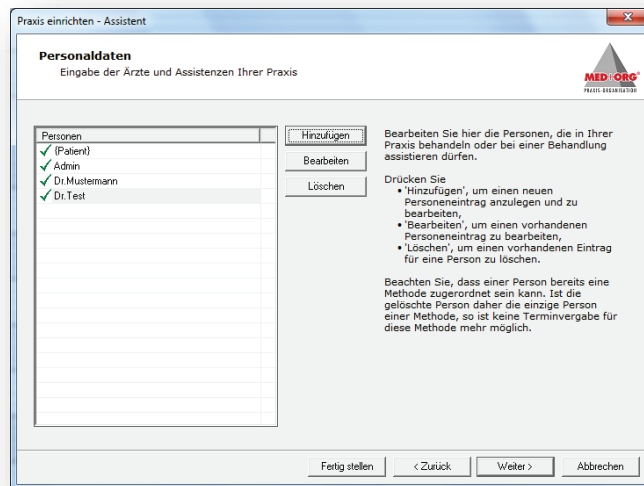 Praxis einrichten - Assistent
Personaldaten
Eingabe der Ärzte und Assistenzen Ihrer Praxis
MED+ORG®
PRAXIS-ORGANISATION
Personen
{Patient}
Admin
Dr.Mustermann
Dr.Test
Hinzufügen
Bearbeiten
Löschen
Bearbeiten Sie hier die Personen, die in Ihrer
Praxis behandeln oder bei einer Behandlung
assistieren dürfen.
Drücken Sie
• 'Hinzufügen', um einen neuen
Personeneintrag anzulegen und zu
bearbeiten,
• 'Bearbeiten', um einen vorhandenen
Personeneintrag zu bearbeiten,
• 'Löschen', um einen vorhandenen Eintrag
für eine Person zu löschen.
Beachten Sie, dass einer Person bereits eine
Methode zugeordnet sein kann. Ist die
gelöschte Person daher die einzige Person
einer Methode, so ist keine Terminvergabe für
diese Methode mehr möglich.
Fertig stellen
< Zurück
Weiter >
Abbrechen